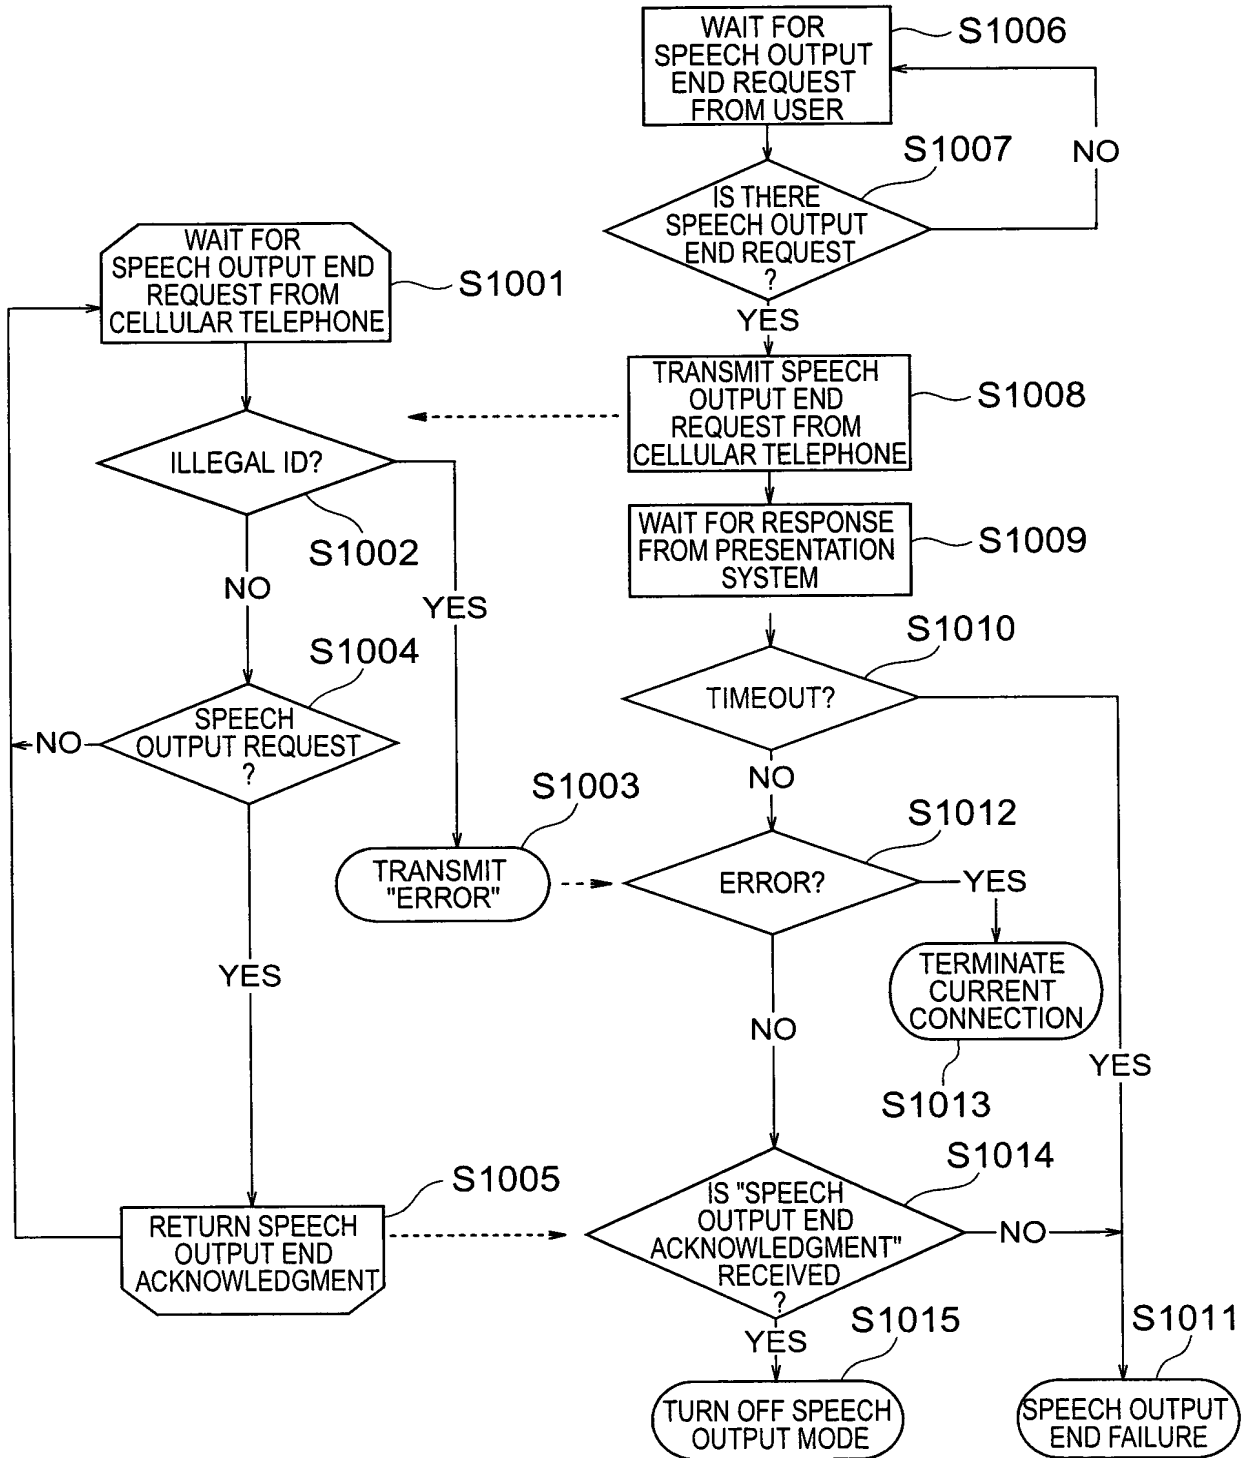 WAIT FOR
SPEECH OUTPUT
END REQUEST
FROM USER
S1006
NO
S1007
IS THERE
SPEECH OUTPUT
END REQUEST
?
YES
WAIT FOR
SPEECH OUTPUT END
REQUEST FROM
CELLULAR TELEPHONE
S1001
TRANSMIT SPEECH
OUTPUT END
REQUEST FROM
CELLULAR TELEPHONE
S1008
ILLEGAL ID?
S1002
NO
YES
WAIT FOR RESPONSE
FROM PRESENTATION
SYSTEM
S1009
S1004
SPEECH
OUTPUT REQUEST
?
NO
YES
S1010
TIMEOUT?
NO
YES
S1003
TRANSMIT
"ERROR"
S1012
ERROR?
YES
NO
TERMINATE
CURRENT
CONNECTION
S1013
S1005
RETURN SPEECH
OUTPUT END
ACKNOWLEDGMENT
S1014
IS "SPEECH
OUTPUT END
ACKNOWLEDGMENT"
RECEIVED
?
NO
YES
S1015
TURN OFF SPEECH
OUTPUT MODE
S1011
SPEECH OUTPUT
END FAILURE